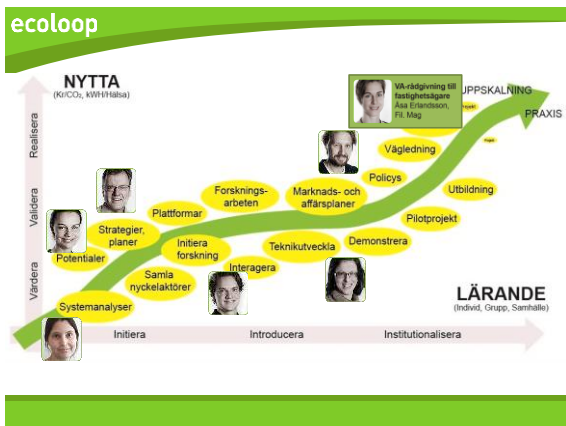 ecoloop
NYTTA
(Kr/CO₂, kWH/Hälsa)
VA-rådgivning till
fastighetsägare
Åsa Erlandsson,
Fil. Mag
UPPSKALNING
PRAXIS
Realisera
Validera
Värdera
Vägledning
Policys
Utbildning
Forsknings-
arbeten
Marknads- och
affärsplaner
Plattformar
Pilotprojekt
Strategier,
planer
Initiera
forskning
Teknikutveckla
Demonstrera
Potentialer
Interagera
Samla
nyckelaktörer
Systemanalyser
LÄRANDE
(Individ, Grupp, Samhälle)
Initiera
Introducera
Institutionalisera